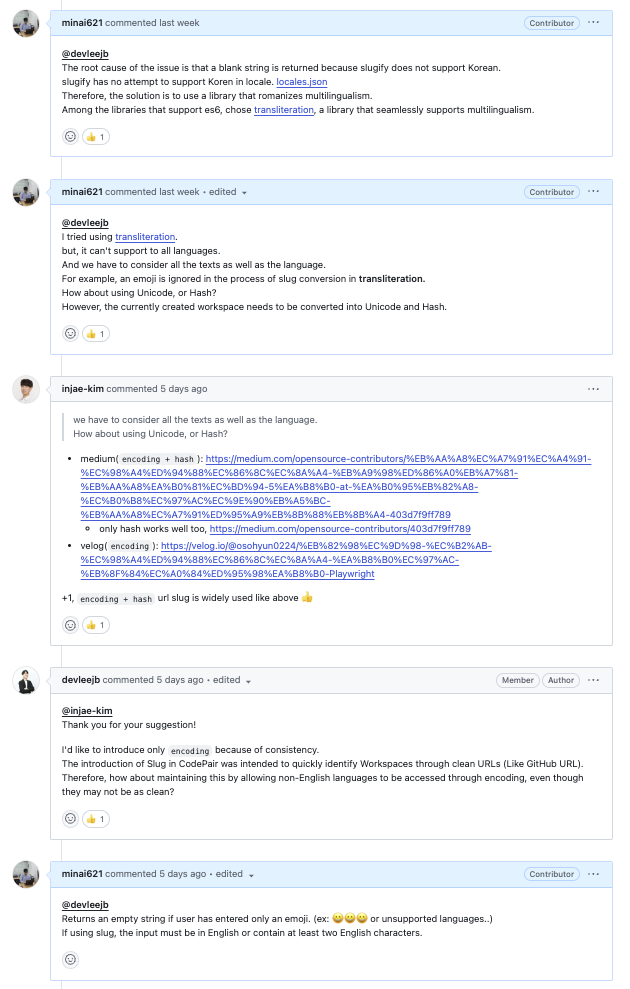 minai621 commented last week
Contributor
@devleejb
The root cause of the issue is that a blank string is returned because slugify does not support Korean.
slugify has no attempt to support Koren in locale. locales.json
Therefore, the solution is to use a library that romanizes multilingualism.
Among the libraries that support es6, chose transliteration, a library that seamlessly supports multilingualism.
👍 1
minai621 commented last week • edited
Contributor
@devleejb
I tried using transliteration.
but, it can't support to all languages.
And we have to consider all the texts as well as the language.
For example, an emoji is ignored in the process of slug conversion in transliteration.
How about using Unicode, or Hash?
However, the currently created workspace needs to be converted into Unicode and Hash.
👍 1
injae-kim commented 5 days ago
we have to consider all the texts as well as the language.
How about using Unicode, or Hash?
• medium( encoding + hash ): https://medium.com/opensource-contributors/%EB%AA%A8%EC%A7%91%EC%A4%91-
%EC%98%A4%ED%94%88%EC%86%8C%EC%8A%A4-%EB%A9%98%ED%86%A0%EB%A7%81-
%EB%AA%A8%EA%B0%81%EC%BD%94-5%EA%B8%B0-at-%EA%B0%95%EB%82%A8-
%EC%B0%B8%EC%97%AC%EC%9E%90%EB%A5%BC-
%EB%AA%A8%EC%A7%91%ED%95%A9%EB%8B%88%EB%8B%A4-403d7f9ff789
only hash works well too, https://medium.com/opensource-contributors/403d7f9ff789
• velog( encoding ): https://velog.io/@osohyun0224/%EB%82%98%EC%9D%98-%EC%B2%AB-
%EC%98%A4%ED%94%88%EC%86%8C%EC%8A%A4-%EA%B8%B0%EC%97%AC-
%EB%8F%84%EC%A0%84%ED%95%98%EA%B8%B0-Playwright
+1, encoding + hash url slug is widely used like above 👍
👍 1
devleejb commented 5 days ago • edited
Member Author
@injae-kim
Thank you for your suggestion!
I'd like to introduce only encoding because of consistency.
The introduction of Slug in CodePair was intended to quickly identify Workspaces through clean URLs (Like GitHub URL).
Therefore, how about maintaining this by allowing non-English languages to be accessed through encoding, even though
they may not be as clean?
👍 1
minai621 commented 5 days ago • edited
Contributor
@devleejb
Returns an empty string if user has entered only an emoji. (ex: 😀😀😀 or unsupported languages..)
If using slug, the input must be in English or contain at least two English characters.